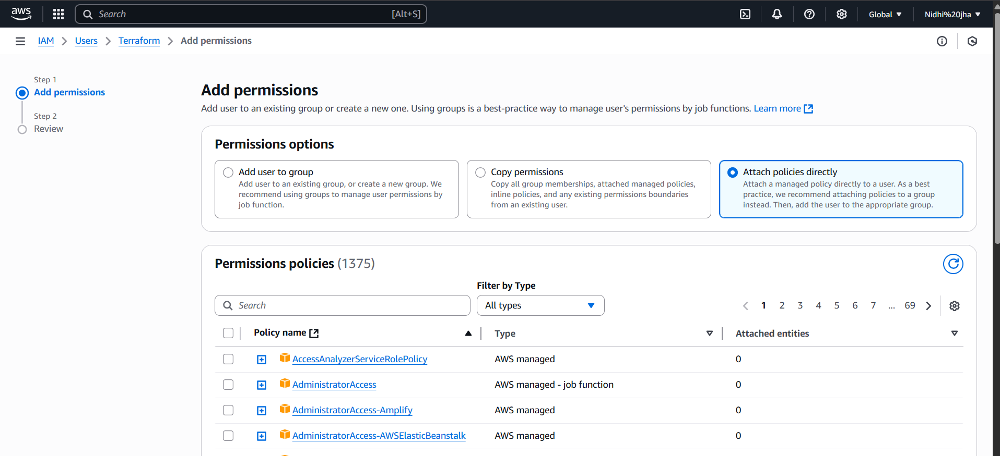 aws
Search [Alt+S]
Global
Nidhi%20jha
IAM
Users
Terraform
Add permissions
Step 1
Add permissions
Step 2
Review
Add permissions
Add user to an existing group or create a new one. Using groups is a best-practice way to manage user's permissions by job functions. Learn more
Permissions options
Add user to group
Add user to an existing group, or create a new group. We
recommend using groups to manage user permissions by
job function.
Copy permissions
Copy all group memberships, attached managed policies,
inline policies, and any existing permissions boundaries
from an existing user.
Attach policies directly
Attach a managed policy directly to a user. As a best
practice, we recommend attaching policies to a group
instead. Then, add the user to the appropriate group.
Permissions policies (1375)
Filter by Type
Search
All types
1 2 3 4 5 6 7 ... 69
Policy name Type Attached entities
AccessAnalyzerServiceRolePolicy AWS managed 0
AdministratorAccess AWS managed - job function 0
AdministratorAccess-Amplify AWS managed 0
AdministratorAccess-AWSElasticBeanstalk AWS managed 0